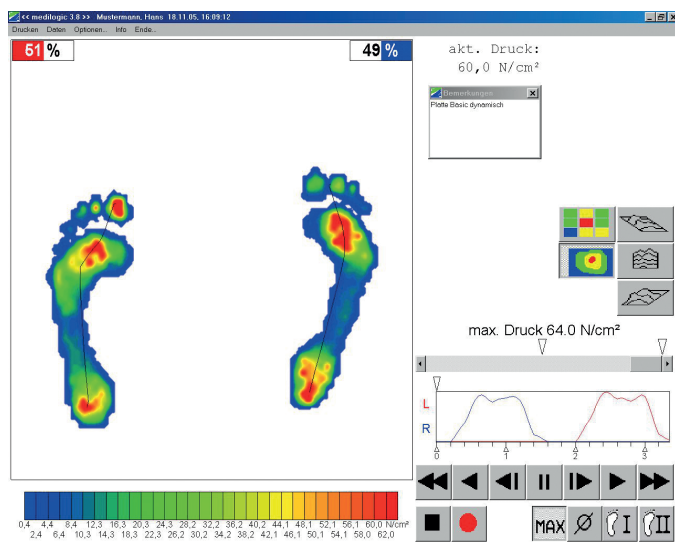 << medilogic 3.8 >> Mustermann, Hans 18.11.05, 16:09:12
Drucken Daten Optionen... Info Ende...
51 %
49 %
akt. Druck:
60,0 N/cm²
Bemerkungen
Platte Basic dynamisch
max. Druck 64.0 N/cm²
L
R
0 1 2 3
MAX Ø I II
0,4 4,4 8,4 12,3 16,3 20,3 24,3 28,3 32,2 36,2 40,2 44,1 48,1 52,1 56,1 60,0 N/cm²
2,4 6,4 10,3 14,3 18,3 22,3 26,2 30,2 34,2 38,2 42,2 46,1 50,1 54,1 58,0 62,0